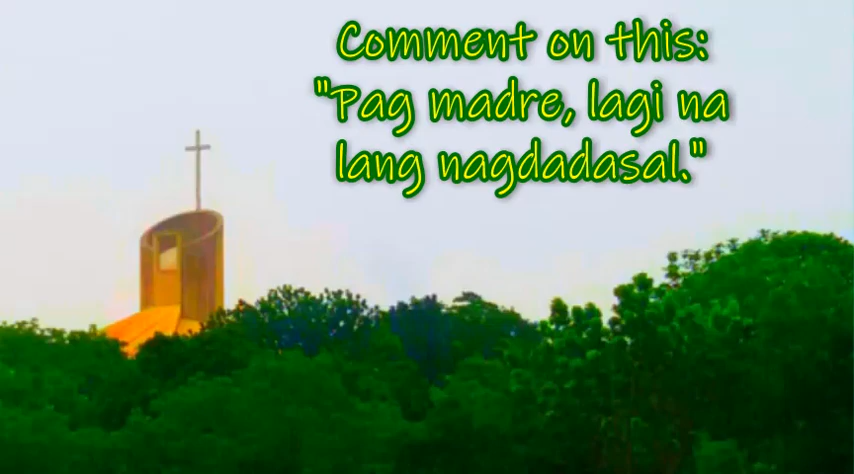 Comment on this:
"Pag madre, lagi na
lang nagdadasal."